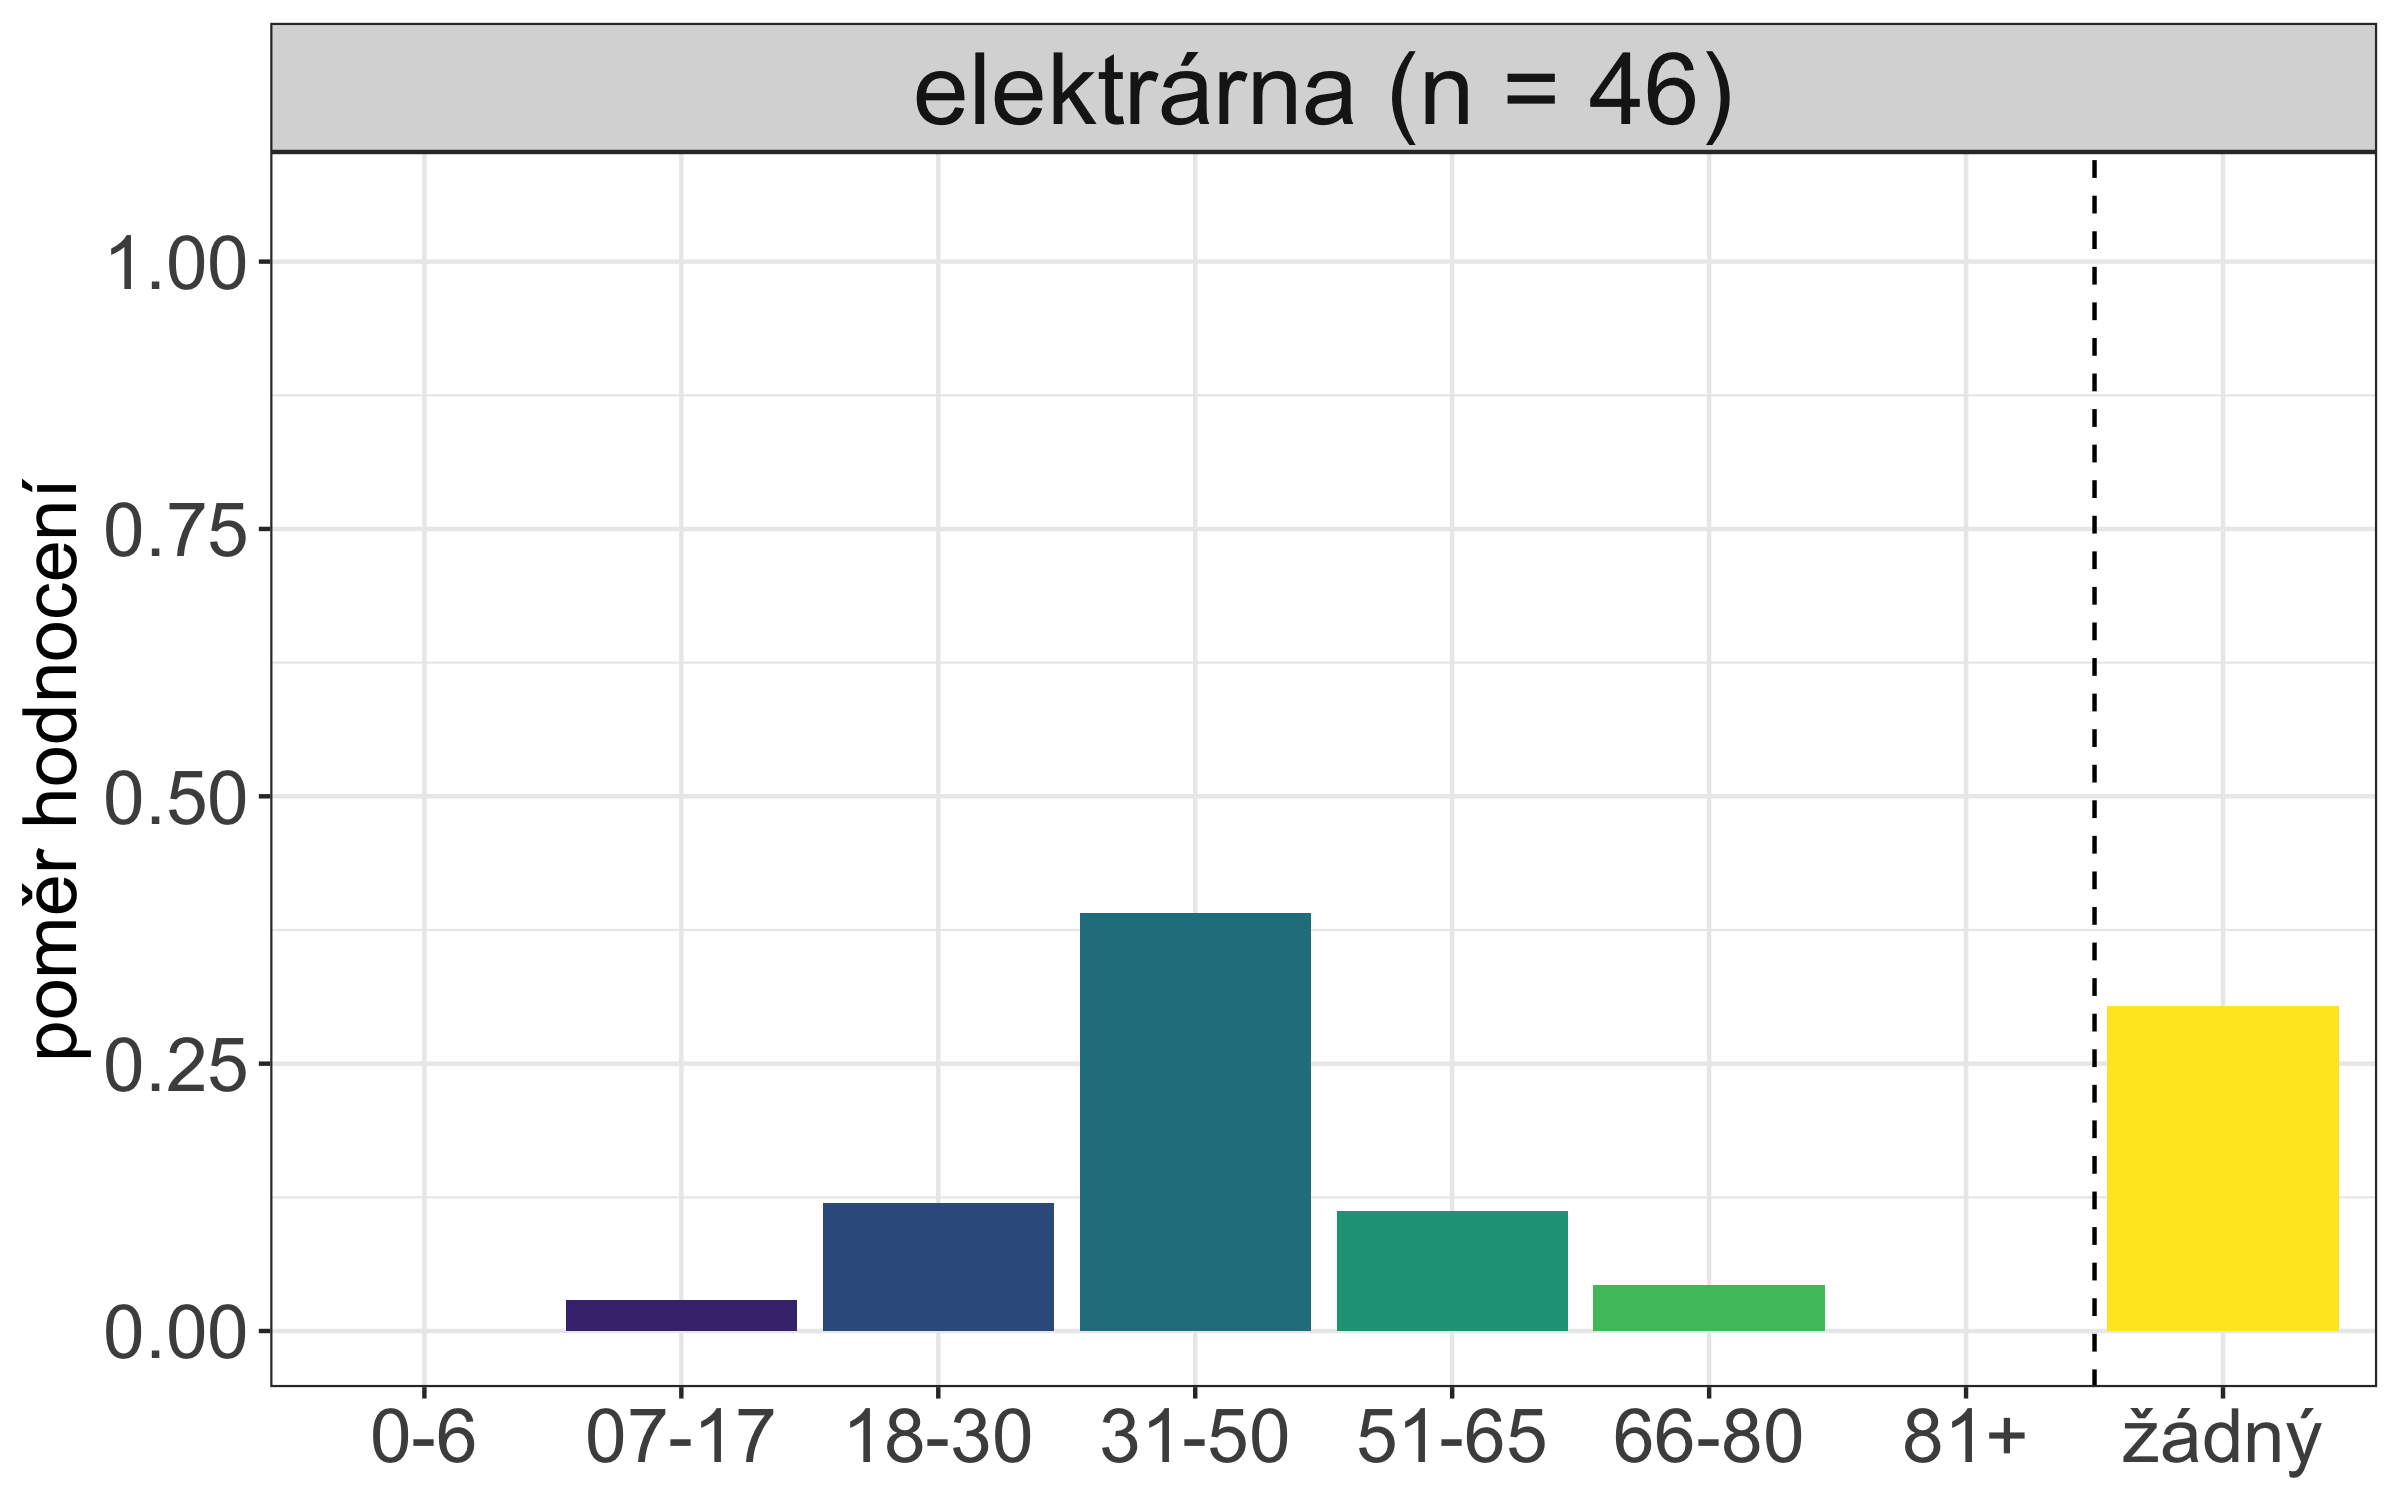 elektrárna (n = 46)
poměr hodnocení
1.00
0.75
0.50
0.25
0.00
0-6 07-17 18-30 31-50 51-65 66-80 81+ žádný